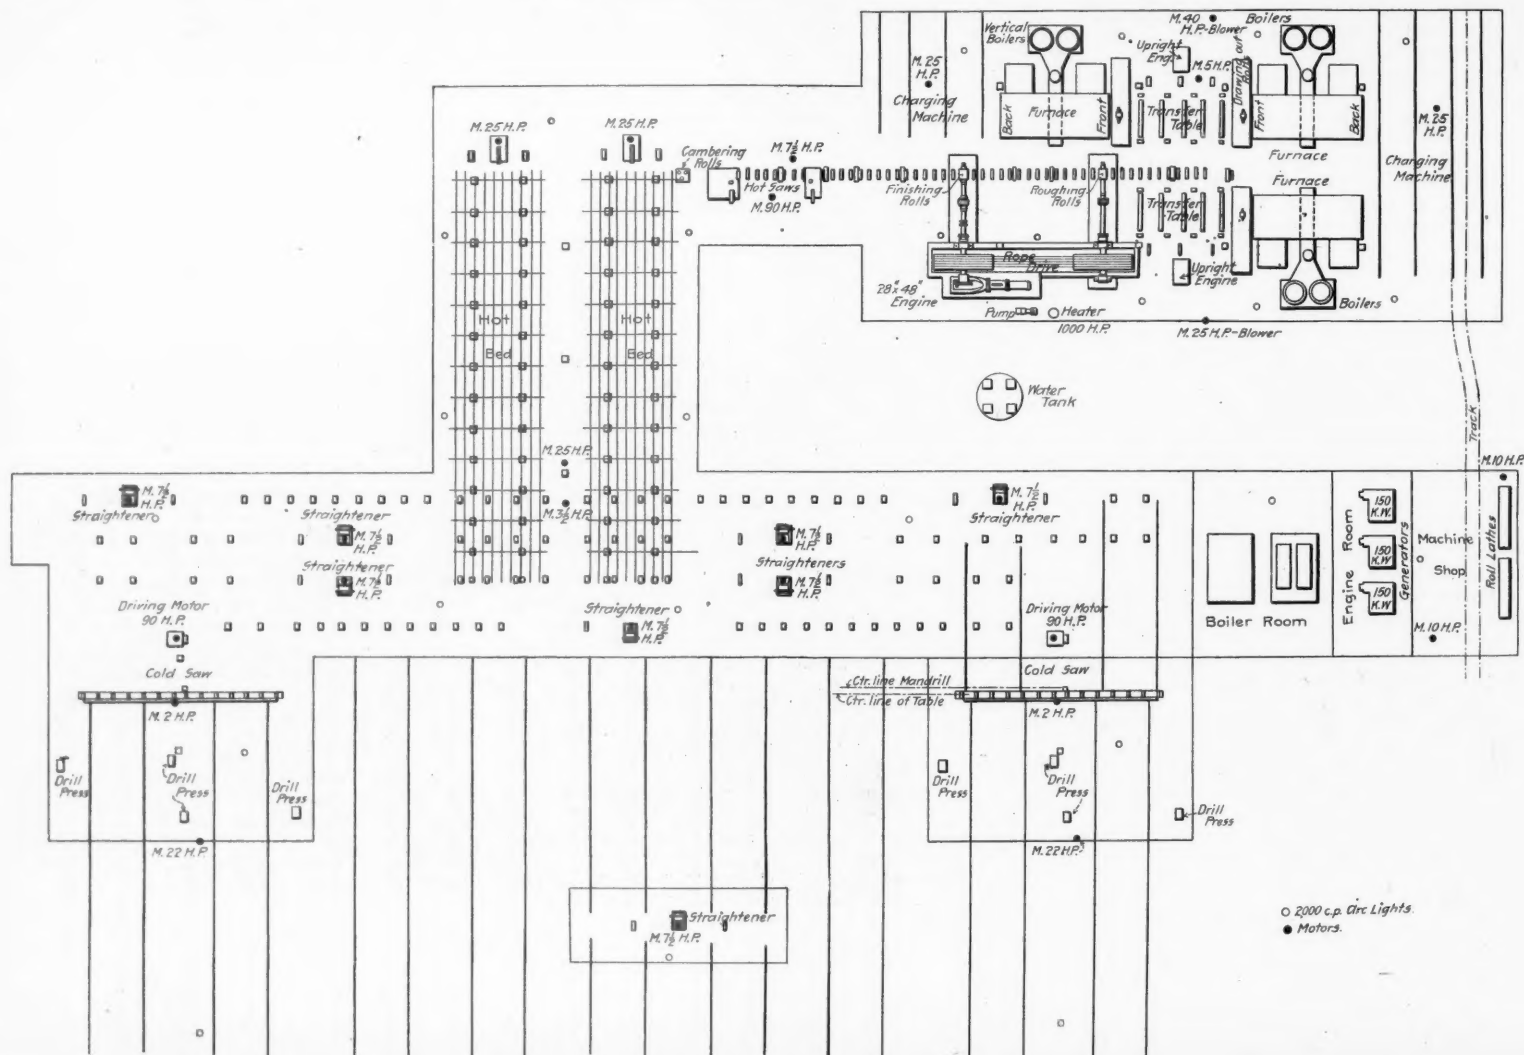 Vertical
Boilers
M. 40
H.P.-Blower
Boilers
M. 25
H.P.
Charging
Machine
Upright
Eng.
M. 5 H.P.
Drawing out
Rolls
Back
Furnace
Front
Transfer
Table
Front
Back
Furnace
M. 25
H.P.
Charging
Machine
M. 25 H.P.
M. 25 H.P.
Cambering
Rolls
M. 7½ H.P.
Hot Saws
M. 90 H.P.
Finishing
Rolls
Roughing
Rolls
Transfer
Table
Furnace
Rope
Drive
28"x48"
Engine
Upright
Engine
Boilers
Pump
Heater
1000 H.P.
M. 25 H.P.-Blower
Hot
Bed
Hot
Bed
Water
Tank
Track
M. 25 H.P.
M. 3½ H.P.
M. 10 H.P.
M. 7½
H.P.
Straightener
Straightener
M. 7½
H.P.
Straightener
M. 7½
H.P.
M. 7½
H.P.
Straighteners
M. 7½
H.P.
M. 7½
H.P.
Straightener
Straightener
M. 7½
H.P.
Driving Motor
90 H.P.
Driving Motor
90 H.P.
Boiler Room
Engine Room
150
K.W.
150
K.W.
150
K.W.
Generators
Machine
Shop
Roll Lathes
M. 10 H.P.
Cold Saw
M. 2 H.P.
Cold Saw
Ctr. line Mandrill
Ctr. line of Table
M. 2 H.P.
Drill
Press
Drill
Press
Drill
Press
M. 22 H.P.
Drill
Press
Drill
Press
Drill
Press
M. 22 H.P.
Straightener
M. 7½ H.P.
2,000 c.p. Arc Lights.
Motors.